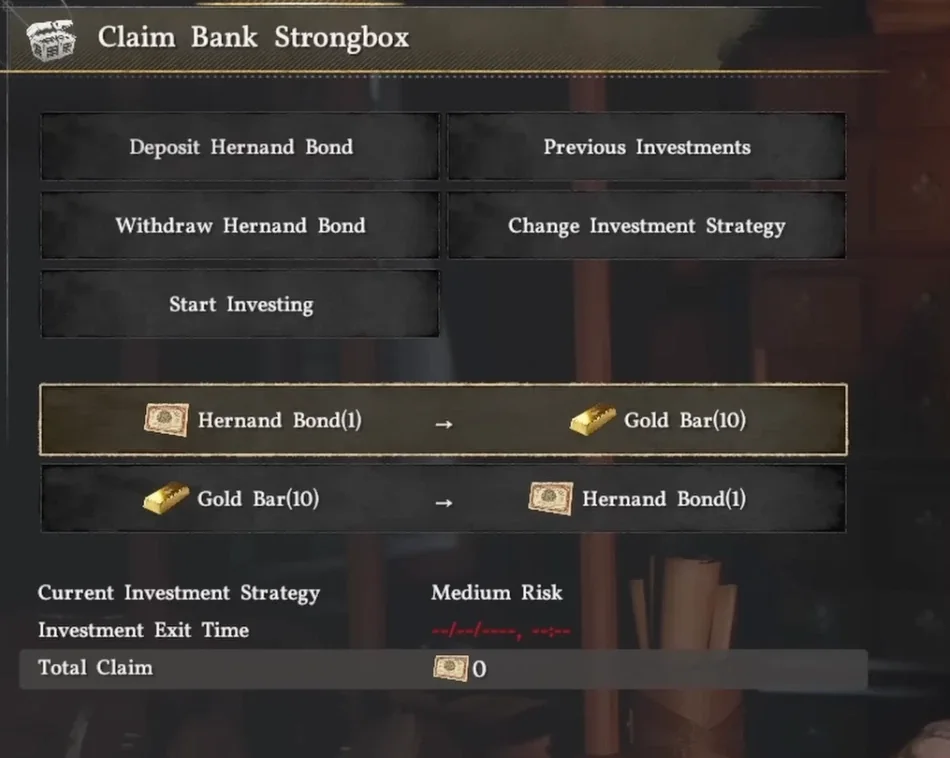 Claim Bank Strongbox
Deposit Hernand Bond
Previous Investments
Withdraw Hernand Bond
Change Investment Strategy
Start Investing
Hernand Bond(1) → Gold Bar(10)
Gold Bar(10) → Hernand Bond(1)
Current Investment Strategy Medium Risk
Investment Exit Time --/--/----, --:--
Total Claim 0